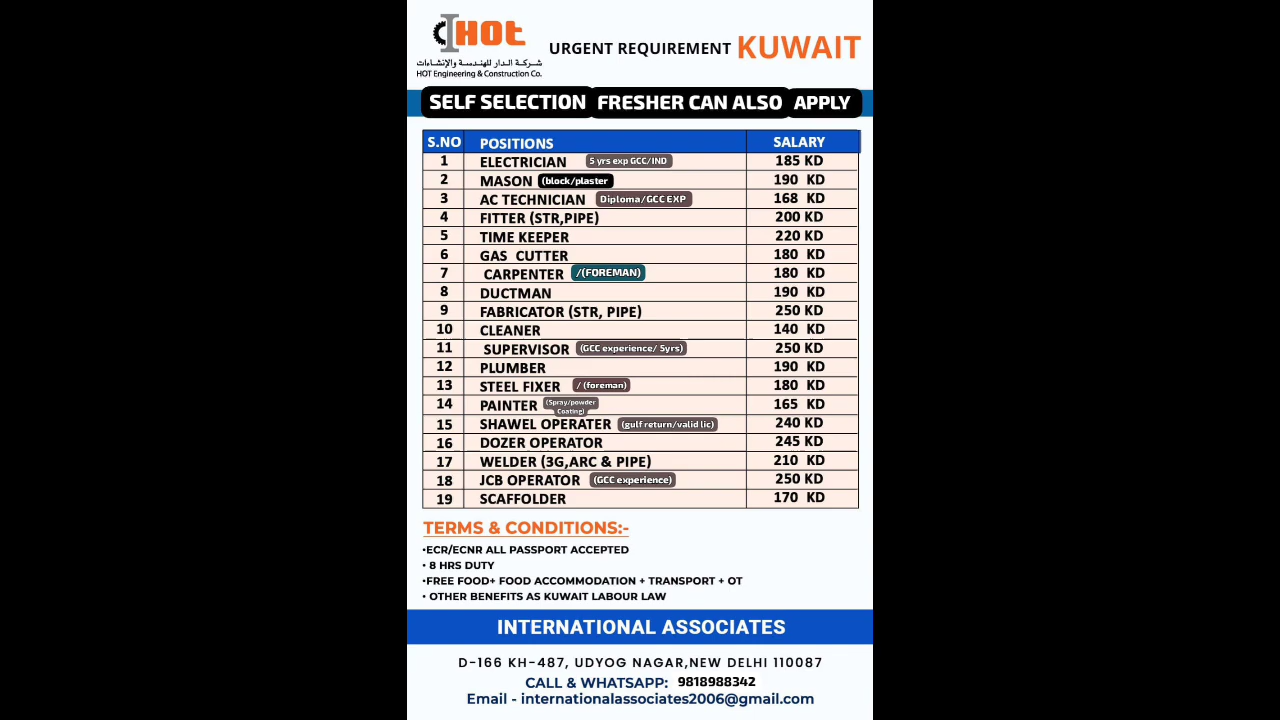 HOT
شركة الدار للهندسة والإنشاءات
HOT Engineering & Construction Co.
URGENT REQUIREMENT KUWAIT
SELF SELECTION FRESHER CAN ALSO APPLY
S.NO POSITIONS SALARY
1 ELECTRICIAN 5 yrs exp GCC/IND 185 KD
2 MASON (block/plaster 190 KD
3 AC TECHNICIAN Diploma/GCC EXP 168 KD
4 FITTER (STR,PIPE) 200 KD
5 TIME KEEPER 220 KD
6 GAS CUTTER 180 KD
7 CARPENTER /(FOREMAN) 180 KD
8 DUCTMAN 190 KD
9 FABRICATOR (STR, PIPE) 250 KD
10 CLEANER 140 KD
11 SUPERVISOR (GCC experience/ 5yrs) 250 KD
12 PLUMBER 190 KD
13 STEEL FIXER / (foreman) 180 KD
14 PAINTER (Spray/powder Coating) 165 KD
15 SHAWEL OPERATER (gulf return/valid lic) 240 KD
16 DOZER OPERATOR 245 KD
17 WELDER (3G,ARC & PIPE) 210 KD
18 JCB OPERATOR (GCC experience) 250 KD
19 SCAFFOLDER 170 KD
TERMS & CONDITIONS:-
•ECR/ECNR ALL PASSPORT ACCEPTED
• 8 HRS DUTY
•FREE FOOD+ FOOD ACCOMMODATION + TRANSPORT + OT
• OTHER BENEFITS AS KUWAIT LABOUR LAW
INTERNATIONAL ASSOCIATES
D-166 KH-487, UDYOG NAGAR,NEW DELHI 110087
CALL & WHATSAPP: 9818988342
Email - internationalassociates2006@gmail.com